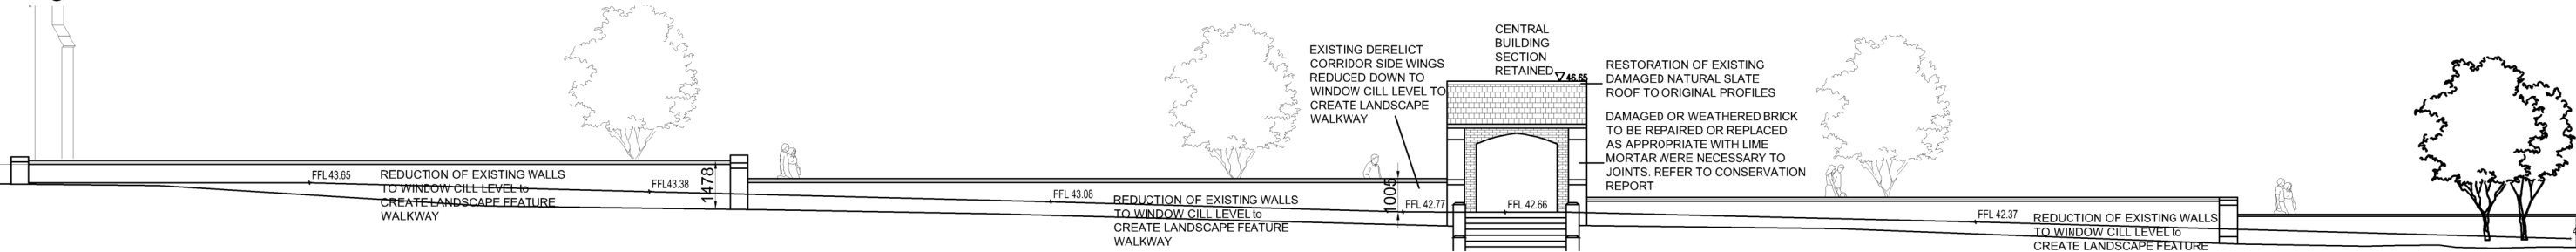 FFL 43.65
REDUCTION OF EXISTING WALLS
TO WINDOW CILL LEVEL to
CREATE LANDSCAPE FEATURE
WALKWAY
FFL43.38
1478
FFL 43.08
REDUCTION OF EXISTING WALLS
TO WINDOW CILL LEVEL to
CREATE LANDSCAPE FEATURE
WALKWAY
EXISTING DERELICT
CORRIDOR SIDE WINGS
REDUCED DOWN TO
WINDOW CILL LEVEL TO
CREATE LANDSCAPE
WALKWAY
1005
FFL 42.77
CENTRAL
BUILDING
SECTION
RETAINED
46.65
FFL 42.66
RESTORATION OF EXISTING
DAMAGED NATURAL SLATE
ROOF TO ORIGINAL PROFILES
DAMAGED OR WEATHERED BRICK
TO BE REPAIRED OR REPLACED
AS APPROPRIATE WITH LIME
MORTAR WERE NECESSARY TO
JOINTS. REFER TO CONSERVATION
REPORT
FFL 42.37
REDUCTION OF EXISTING WALLS
TO WINDOW CILL LEVEL to
CREATE LANDSCAPE FEATURE